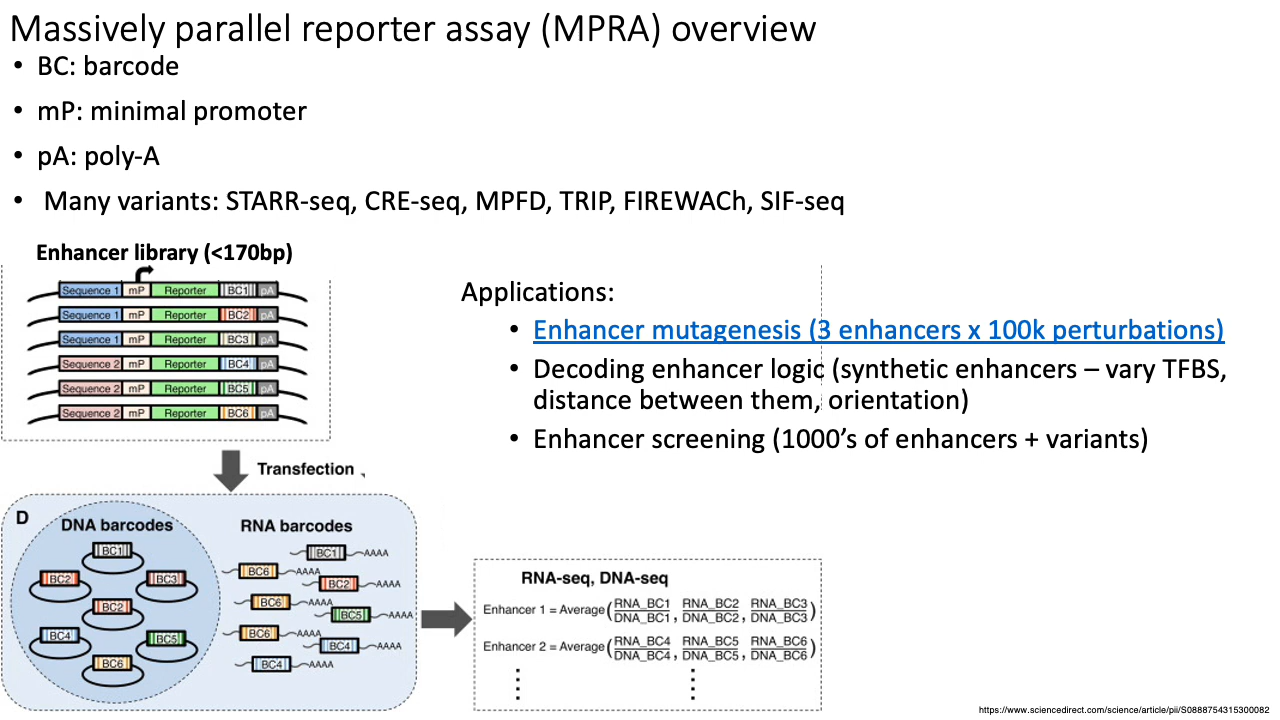 Massively parallel reporter assay (MPRA) overview
• BC: barcode
• mP: minimal promoter
• pA: poly-A
• Many variants: STARR-seq, CRE-seq, MPFD, TRIP, FIREWACh, SIF-seq
Enhancer library (<170bp)
Sequence 1 mP Reporter BC1 pA
Sequence 1 mP Reporter BC2 pA
Sequence 1 mP Reporter BC3 pA
Sequence 2 mP Reporter BC4 pA
Sequence 2 mP Reporter BC5 pA
Sequence 2 mP Reporter BC6 pA
Applications:
• Enhancer mutagenesis (3 enhancers x 100k perturbations)
• Decoding enhancer logic (synthetic enhancers – vary TFBS,
distance between them, orientation)
• Enhancer screening (1000’s of enhancers + variants)
Transfection
D
DNA barcodes
BC1
BC2
BC3
BC2
BC4
BC5
BC6
RNA barcodes
BC1 AAAA
BC6 AAAA
BC2 AAAA
BC6 AAAA
BC5 AAAA
BC6 AAAA
BC4 AAAA
BC4 AAAA
RNA-seq, DNA-seq
Enhancer 1 = Average(RNA_BC1/DNA_BC1, RNA_BC2/DNA_BC2, RNA_BC3/DNA_BC3)
Enhancer 2 = Average(RNA_BC4/DNA_BC4, RNA_BC5/DNA_BC5, RNA_BC6/DNA_BC6)
https://www.sciencedirect.com/science/article/pii/S0888754315300082